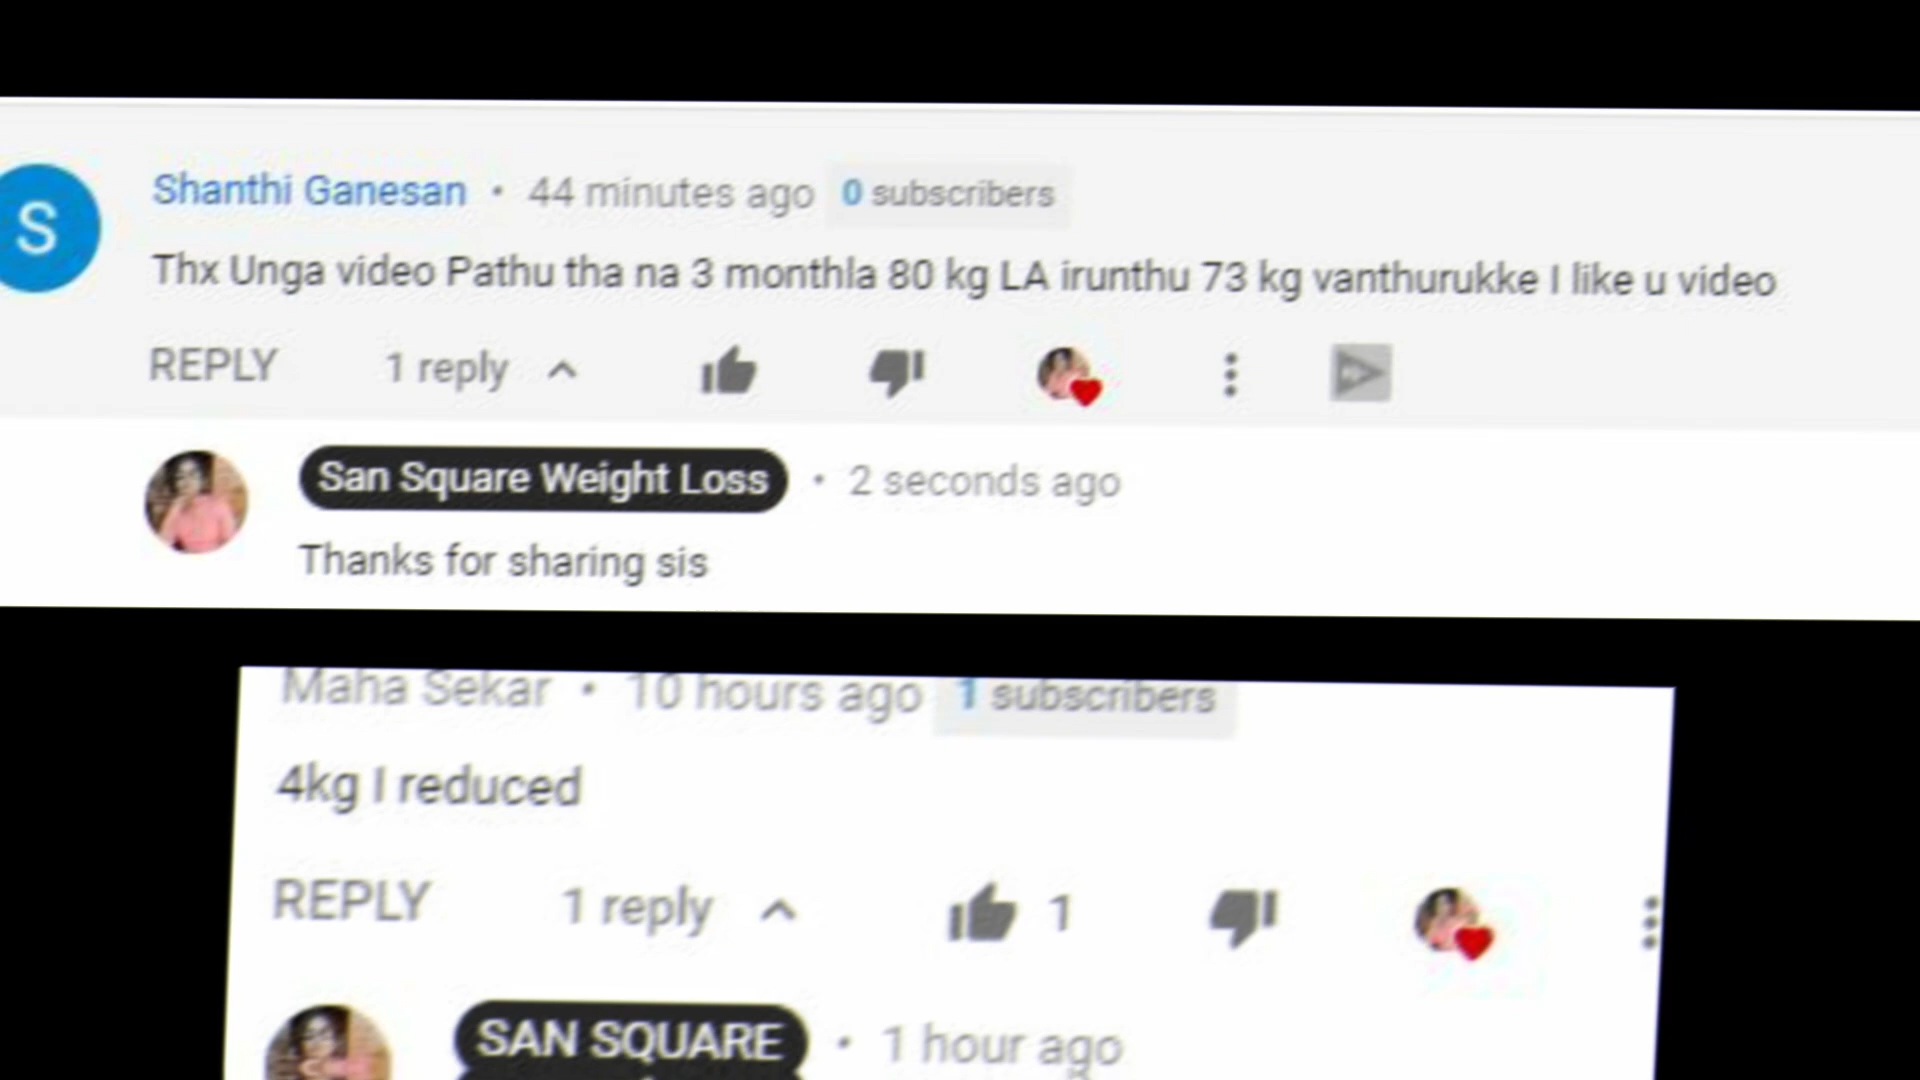 S
Shanthi Ganesan • 44 minutes ago 0 subscribers
Thx Unga video Pathu tha na 3 monthla 80 kg LA irunthu 73 kg vanthurukke I like u video
REPLY 1 reply
San Square Weight Loss • 2 seconds ago
Thanks for sharing sis
Maha Sekar • 10 hours ago 1 subscribers
4kg I reduced
REPLY 1 reply 1
SAN SQUARE • 1 hour ago